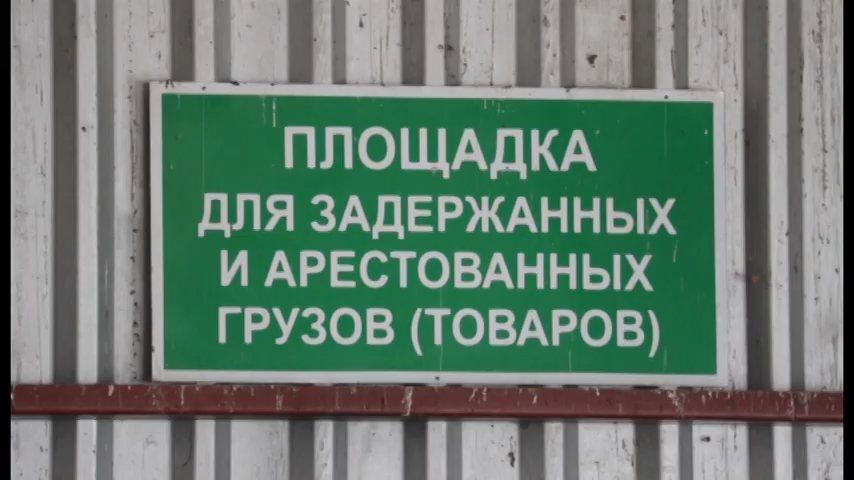 ПЛОЩАДКА
ДЛЯ ЗАДЕРЖАННЫХ
И АРЕСТОВАННЫХ
ГРУЗОВ (ТОВАРОВ)